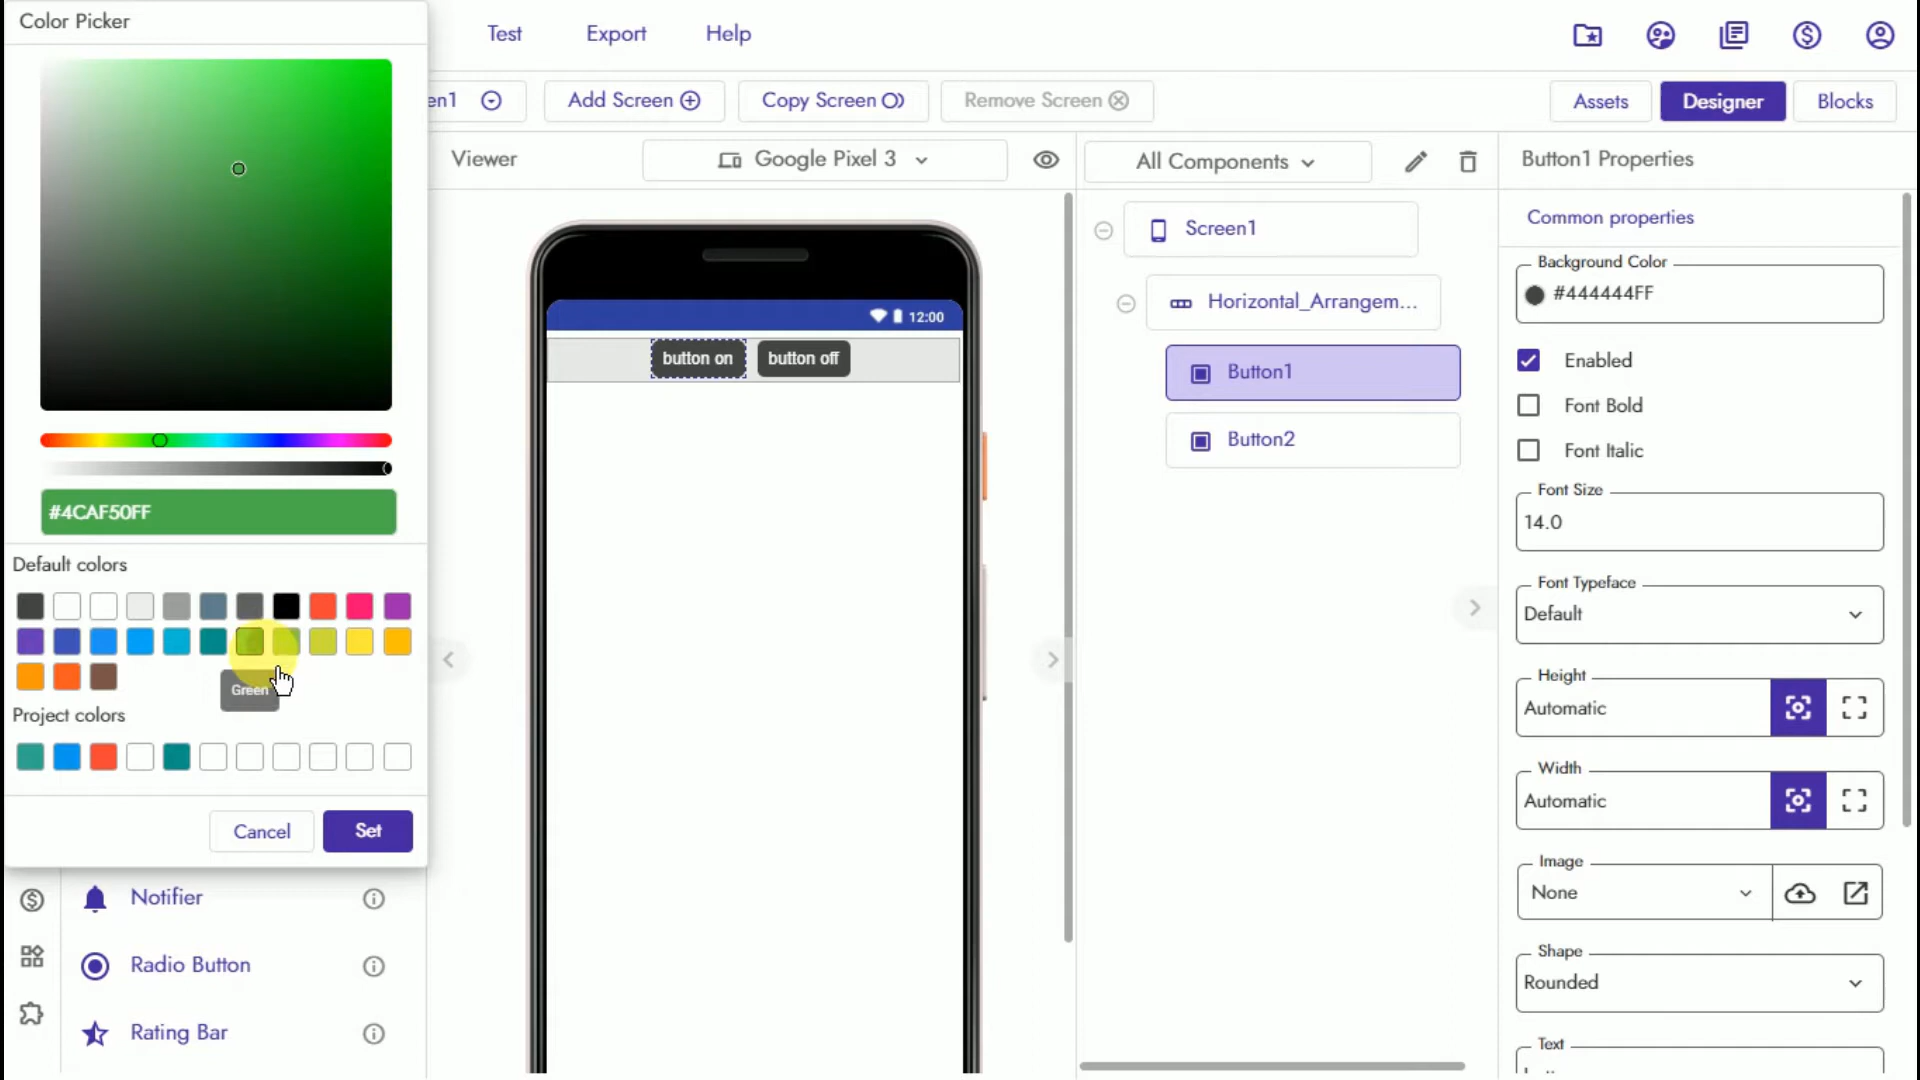 Color Picker
Test
Export
Help
Add Screen
Copy Screen
Remove Screen
Assets
Designer
Blocks
Viewer
Google Pixel 3
All Components
Button1 Properties
Common properties
Screen1
Horizontal_Arrangem...
Button1
Button2
12:00
button on
button off
#4CAF50FF
Default colors
Green
Project colors
Cancel
Set
Notifier
Radio Button
Rating Bar
Background Color
#444444FF
Enabled
Font Bold
Font Italic
Font Size
14.0
Font Typeface
Default
Height
Automatic
Width
Automatic
Image
None
Shape
Rounded
Text